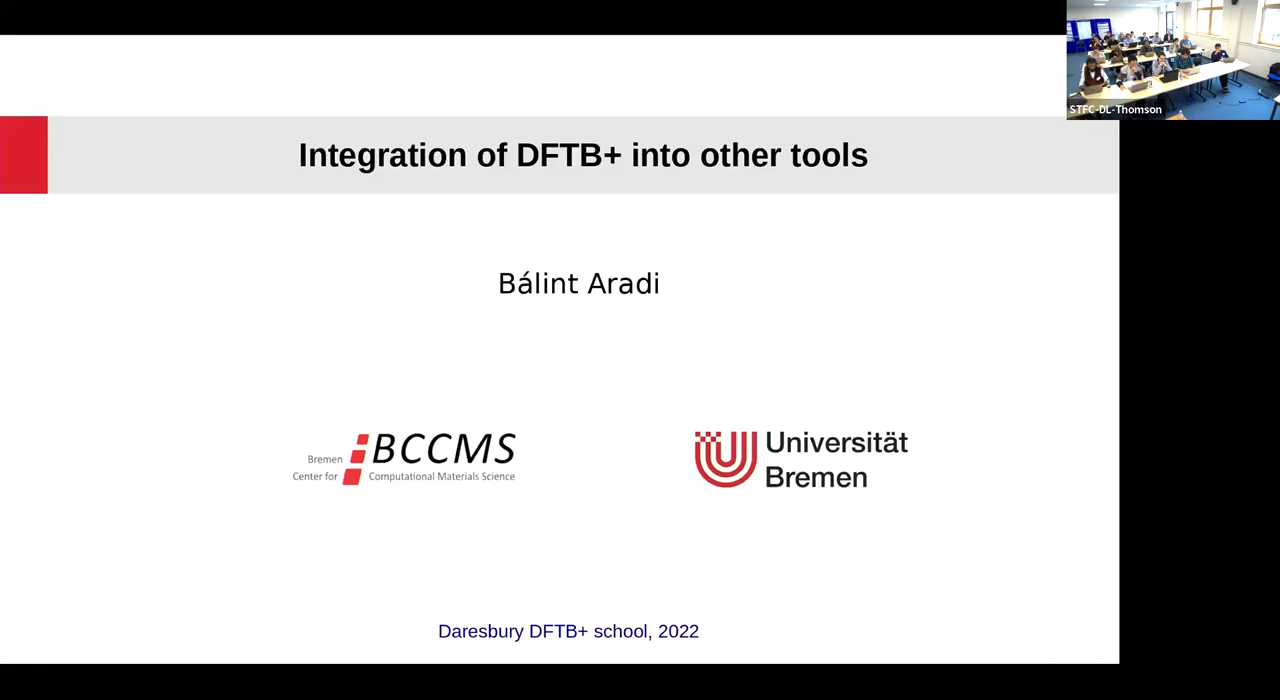 STFC-DL-Thomson
Integration of DFTB+ into other tools
Bálint Aradi
Bremen
Center for
BCCMS
Computational Materials Science
Universität
Bremen
Daresbury DFTB+ school, 2022